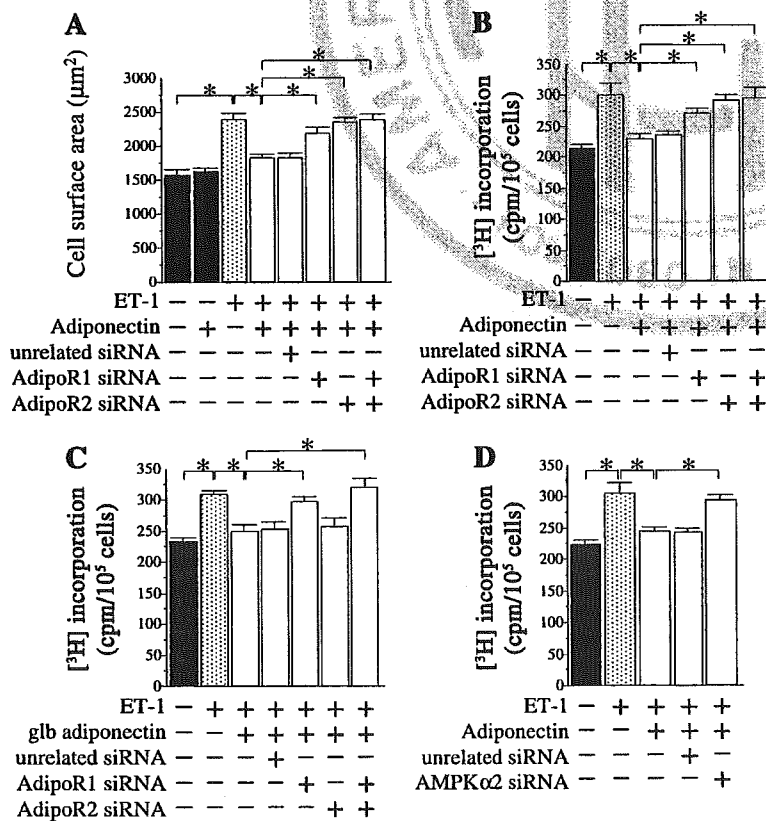 A
Cell surface area (μm²)
3000
2500
2000
1500
1000
500
0
* * *
*
*
ET-1 − − + + + + + +
Adiponectin − + − + + + + +
unrelated siRNA − − − − + − − −
AdipoR1 siRNA − − − − − + − +
AdipoR2 siRNA − − − − − − + +
B
[³H] incorporation
(cpm/10⁵ cells)
350
300
250
200
150
100
50
0
* * *
*
*
ET-1 − + + + + + +
Adiponectin − − + + + + +
unrelated siRNA − − − + − − −
AdipoR1 siRNA − − − − + − +
AdipoR2 siRNA − − − − − + +
C
[³H] incorporation
(cpm/10⁵ cells)
350
300
250
200
150
100
50
0
* * *
*
ET-1 − + + + + + +
glb adiponectin − − + + + + +
unrelated siRNA − − − + − − −
AdipoR1 siRNA − − − − + − +
AdipoR2 siRNA − − − − − + +
D
[³H] incorporation
(cpm/10⁵ cells)
350
300
250
200
150
100
50
0
* * *
ET-1 − + + + +
Adiponectin − − + + +
unrelated siRNA − − − + −
AMPKα2 siRNA − − − − +